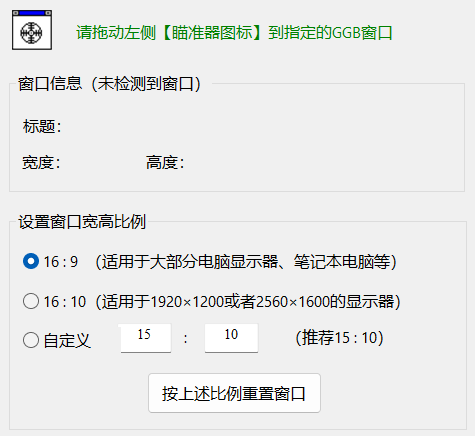 请拖动左侧【瞄准器图标】到指定的GGB窗口
窗口信息（未检测到窗口）
标题：
宽度： 高度：
设置窗口宽高比例
16 : 9 （适用于大部分电脑显示器、笔记本电脑等）
16 : 10（适用于1920×1200或者2560×1600的显示器）
自定义 15 : 10 （推荐15 : 10）
按上述比例重置窗口